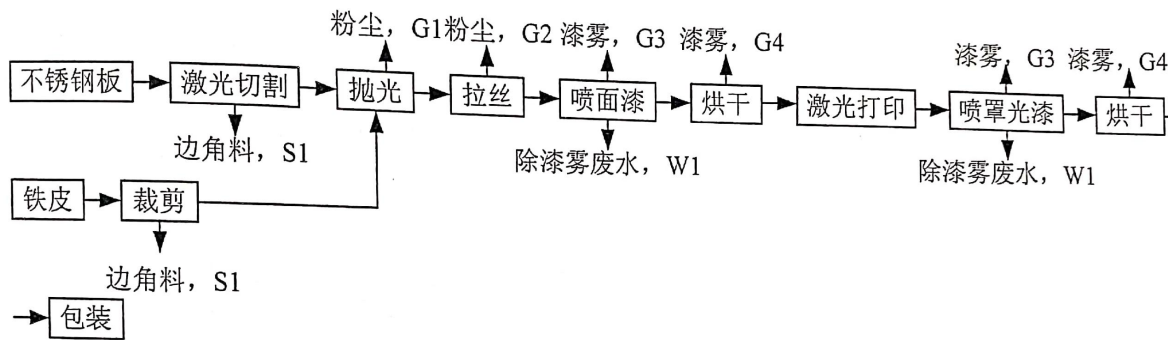 粉尘，G1粉尘，G2 漆雾，G3 漆雾，G4
漆雾，G3 漆雾，G4
不锈钢板 激光切割 抛光 拉丝 喷面漆 烘干 激光打印 喷罩光漆 烘干
边角料，S1
除漆雾废水，W1
除漆雾废水，W1
铁皮 裁剪
边角料，S1
包装